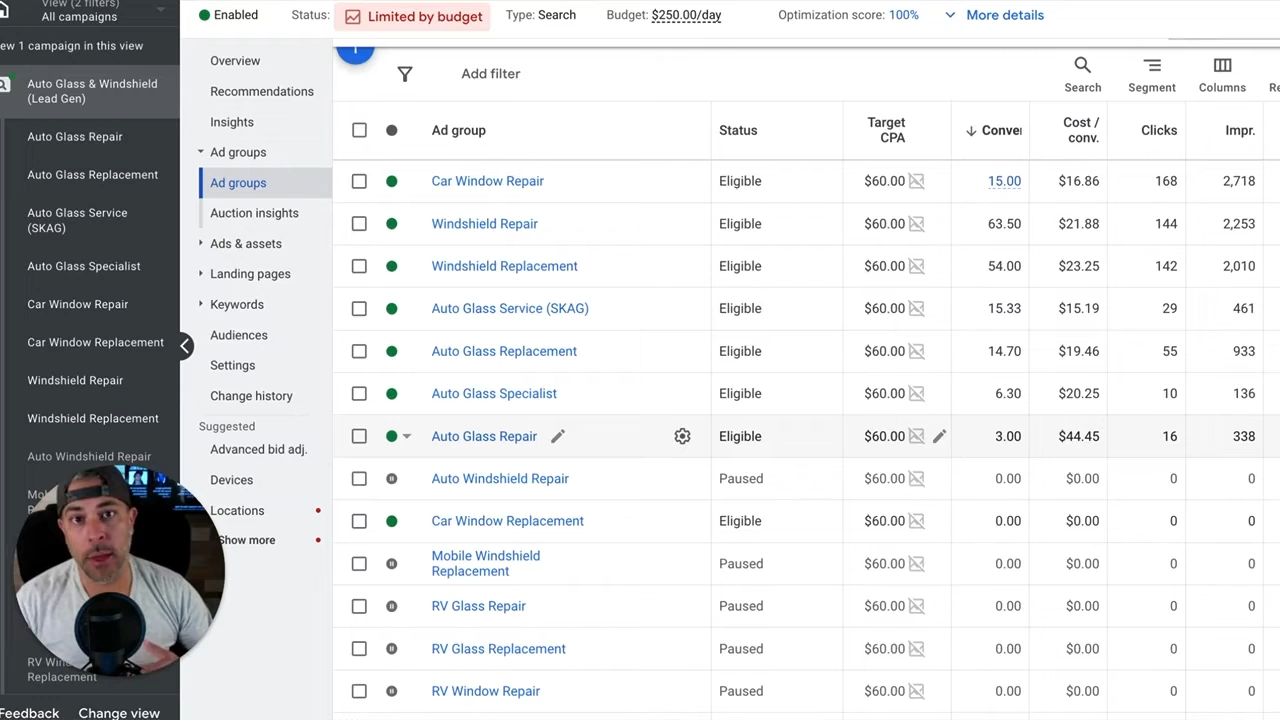 View (2 filters)
All campaigns
ew 1 campaign in this view
Auto Glass & Windshield
(Lead Gen)
Auto Glass Repair
Auto Glass Replacement
Auto Glass Service
(SKAG)
Auto Glass Specialist
Car Window Repair
Car Window Replacement
Windshield Repair
Windshield Replacement
Auto Windshield Repair
RV
Replacement
Feedback Change view
Enabled Status: Limited by budget Type: Search Budget: $250.00/day Optimization score: 100% More details
Overview
Recommendations
Insights
Ad groups
Ad groups
Auction insights
Ads & assets
Landing pages
Keywords
Audiences
Settings
Change history
Suggested
Advanced bid adj.
Devices
Locations
Show more
Add filter Search Segment Columns Re
Ad group Status Target CPA Conver Cost / conv. Clicks Impr.
Car Window Repair Eligible $60.00 15.00 $16.86 168 2,718
Windshield Repair Eligible $60.00 63.50 $21.88 144 2,253
Windshield Replacement Eligible $60.00 54.00 $23.25 142 2,010
Auto Glass Service (SKAG) Eligible $60.00 15.33 $15.19 29 461
Auto Glass Replacement Eligible $60.00 14.70 $19.46 55 933
Auto Glass Specialist Eligible $60.00 6.30 $20.25 10 136
Auto Glass Repair Eligible $60.00 3.00 $44.45 16 338
Auto Windshield Repair Paused $60.00 0.00 $0.00 0 0
Car Window Replacement Eligible $60.00 0.00 $0.00 0 0
Mobile Windshield
Replacement Paused $60.00 0.00 $0.00 0 0
RV Glass Repair Paused $60.00 0.00 $0.00 0 0
RV Glass Replacement Paused $60.00 0.00 $0.00 0 0
RV Window Repair Paused $60.00 0.00 $0.00 0 0